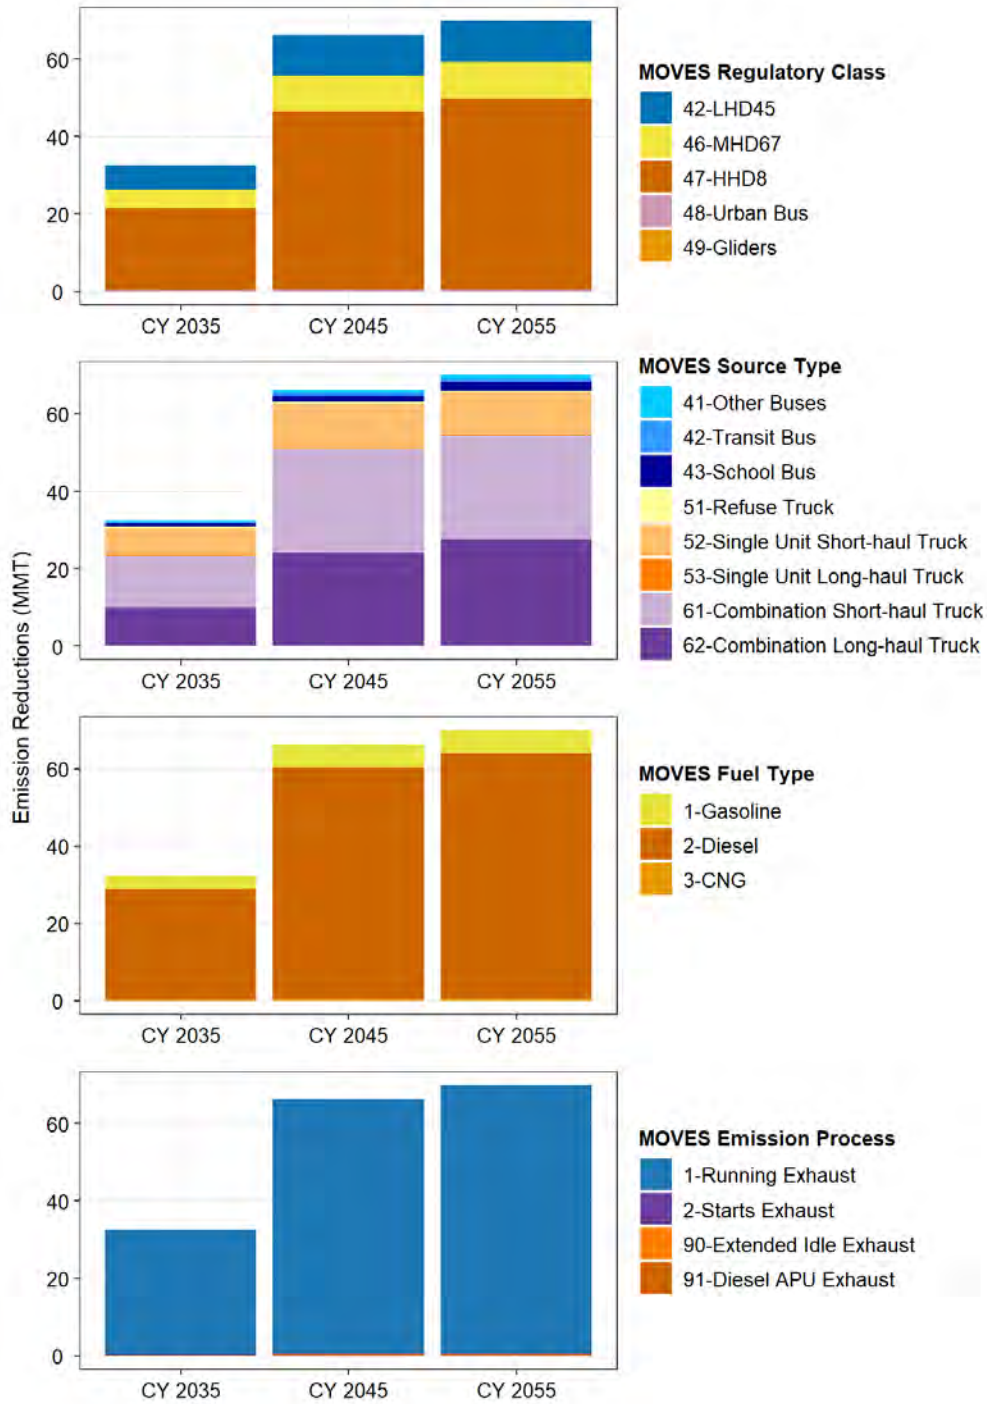 Emission Reductions (MMT)
60
40
20
0
CY 2035 CY 2045 CY 2055
MOVES Regulatory Class
42-LHD45
46-MHD67
47-HHD8
48-Urban Bus
49-Gliders
60
40
20
0
CY 2035 CY 2045 CY 2055
MOVES Source Type
41-Other Buses
42-Transit Bus
43-School Bus
51-Refuse Truck
52-Single Unit Short-haul Truck
53-Single Unit Long-haul Truck
61-Combination Short-haul Truck
62-Combination Long-haul Truck
60
40
20
0
CY 2035 CY 2045 CY 2055
MOVES Fuel Type
1-Gasoline
2-Diesel
3-CNG
60
40
20
0
CY 2035 CY 2045 CY 2055
MOVES Emission Process
1-Running Exhaust
2-Starts Exhaust
90-Extended Idle Exhaust
91-Diesel APU Exhaust